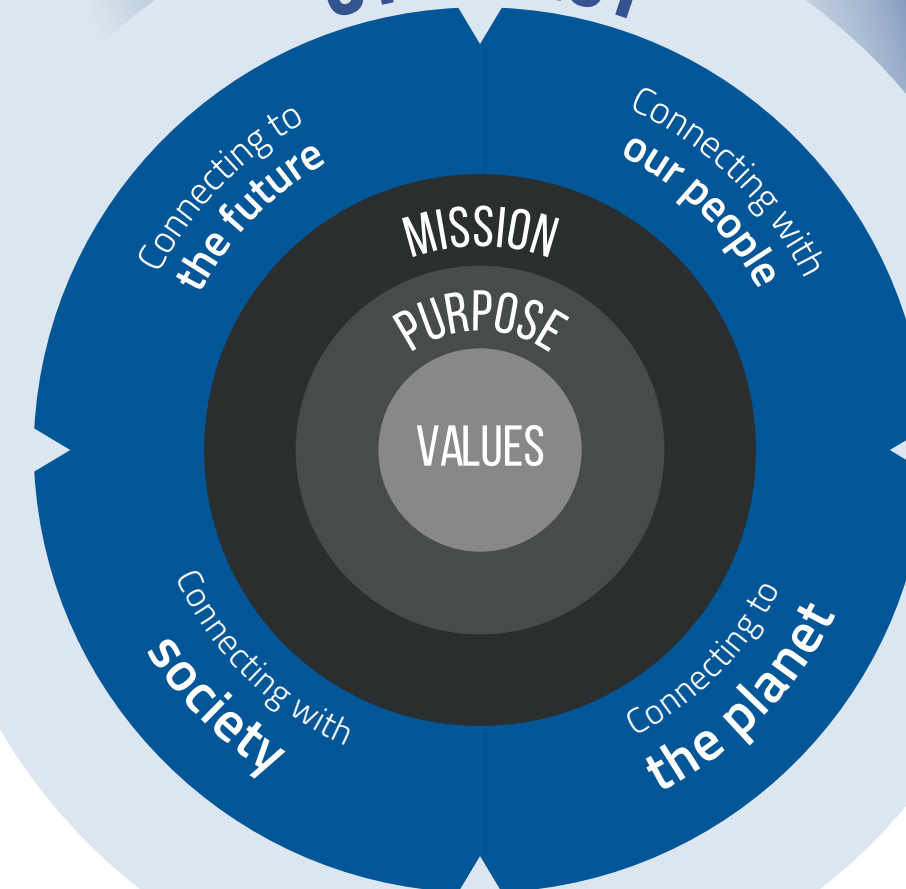 Connecting to
the future
Connecting with
our people
MISSION
PURPOSE
VALUES
Connecting with
society
Connecting to
the planet